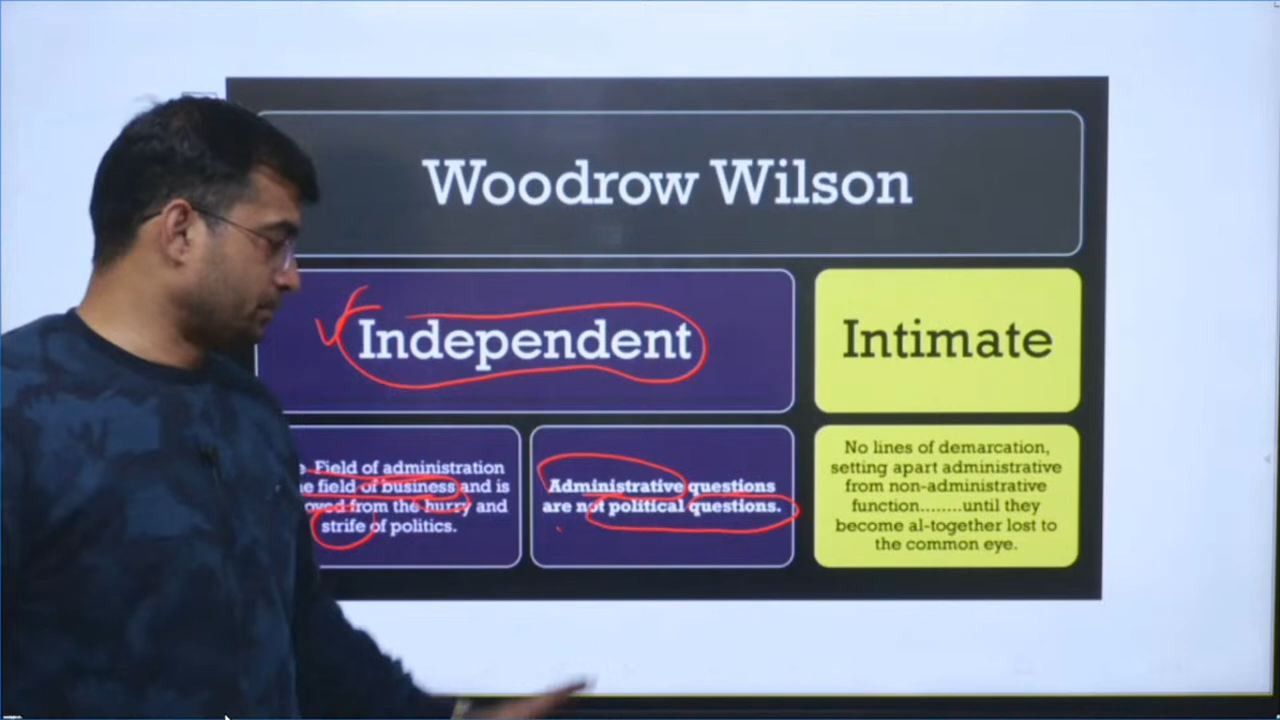 Woodrow Wilson
Independent
Intimate
Field of administration
field of business and is
from the hurry and
strife of politics.
Administrative questions
are not political questions.
No lines of demarcation,
setting apart administrative
from non-administrative
function........until they
become al-together lost to
the common eye.